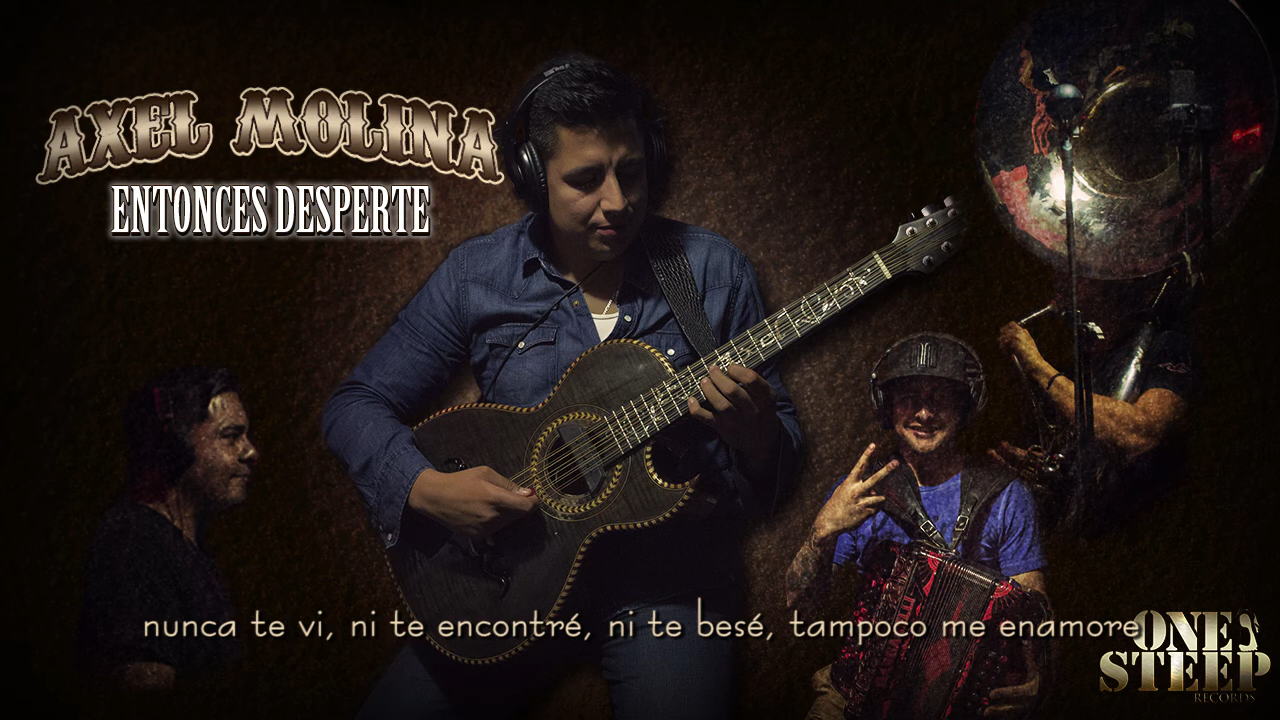 AXEL MOLINA
ENTONCES DESPERTE
nunca te vi, ni te encontré, ni te besé, tampoco me enamore
ONE
STEEP
RECORDS